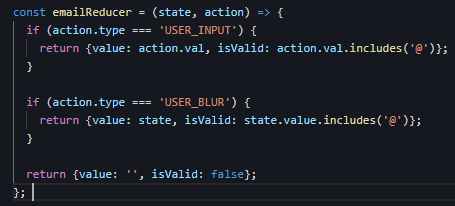 const emailReducer = (state, action) => {
if (action.type === 'USER_INPUT') {
return {value: action.val, isValid: action.val.includes('@')};
}
if (action.type === 'USER_BLUR') {
return {value: state, isValid: state.value.includes('@')};
}
return {value: '', isValid: false};
};